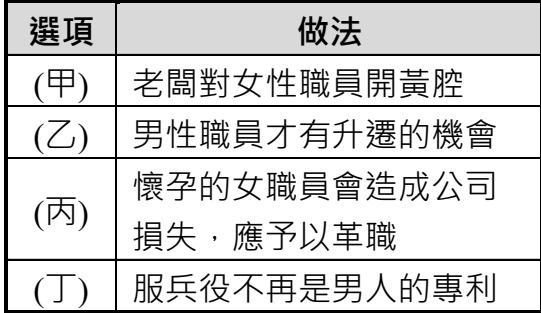 選項 做法
(甲) 老闆對女性職員開黃腔
(乙) 男性職員才有升遷的機會
(丙) 懷孕的女職員會造成公司
損失，應予以革職
(丁) 服兵役不再是男人的專利